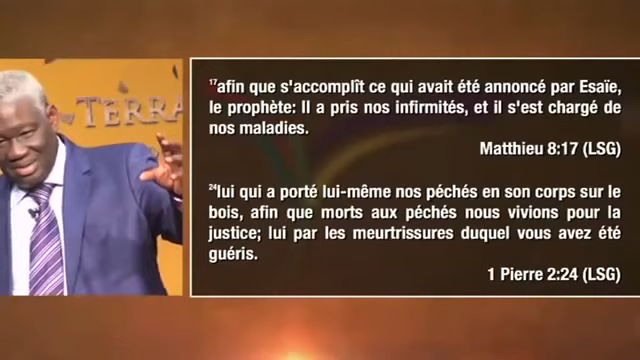 TERRA
¹⁷afin que s'accomplît ce qui avait été annoncé par Esaïe,
le prophète: Il a pris nos infirmités, et il s'est chargé de
nos maladies.
Matthieu 8:17 (LSG)
²⁴lui qui a porté lui-même nos péchés en son corps sur le
bois, afin que morts aux péchés nous vivions pour la
justice; lui par les meurtrissures duquel vous avez été
guéris.
1 Pierre 2:24 (LSG)